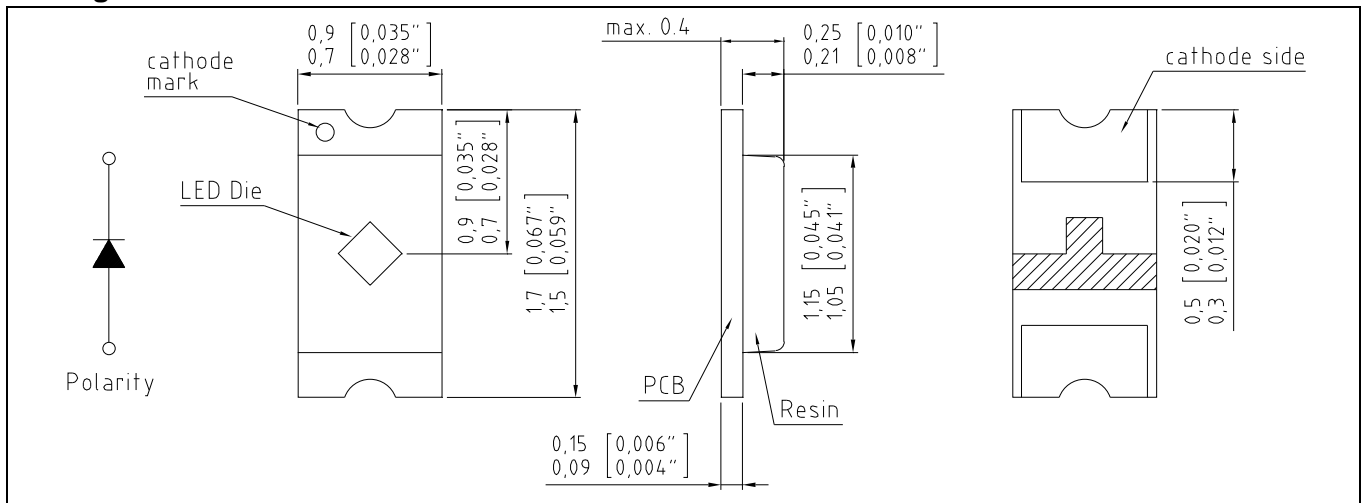 0,9 [0,035"]
0,7 [0,028"]
max. 0.4
0,25 [0,010"]
0,21 [0,008"]
cathode
mark
cathode side
LED Die
0,9 [0,035"]
0,7 [0,028"]
1,7 [0,067"]
1,5 [0,059"]
1,15 [0,045"]
1,05 [0,041"]
0,5 [0,020"]
0,3 [0,012"]
Polarity
PCB
Resin
0,15 [0,006"]
0,09 [0,004"]